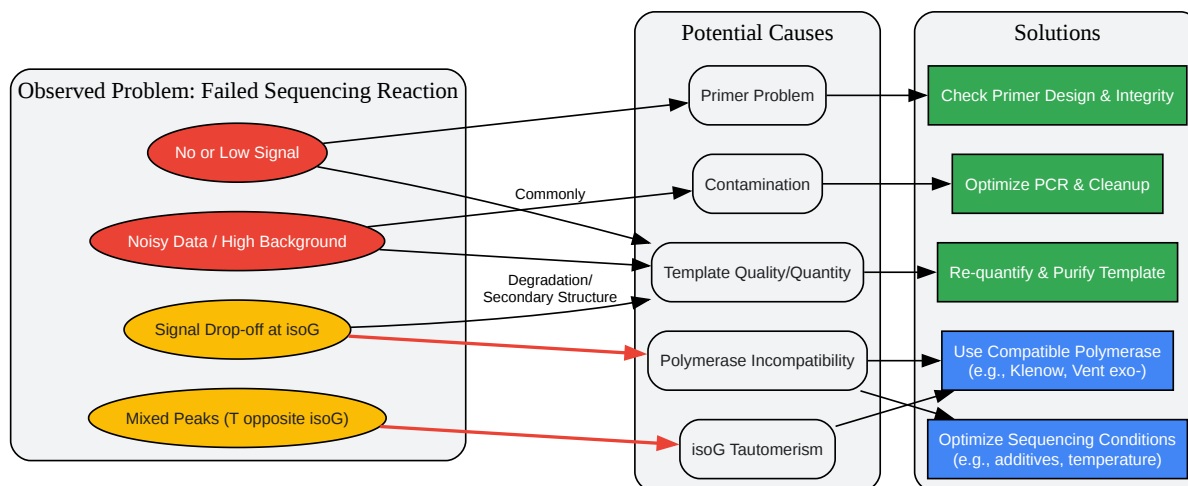 Observed Problem: Failed Sequencing Reaction
No or Low Signal
Noisy Data / High Background
Signal Drop-off at isoG
Mixed Peaks (T opposite isoG)
Commonly
Degradation/
Secondary Structure
Potential Causes
Primer Problem
Contamination
Template Quality/Quantity
Polymerase Incompatibility
isoG Tautomerism
Solutions
Check Primer Design & Integrity
Optimize PCR & Cleanup
Re-quantify & Purify Template
Use Compatible Polymerase
(e.g., Klenow, Vent exo-)
Optimize Sequencing Conditions
(e.g., additives, temperature)